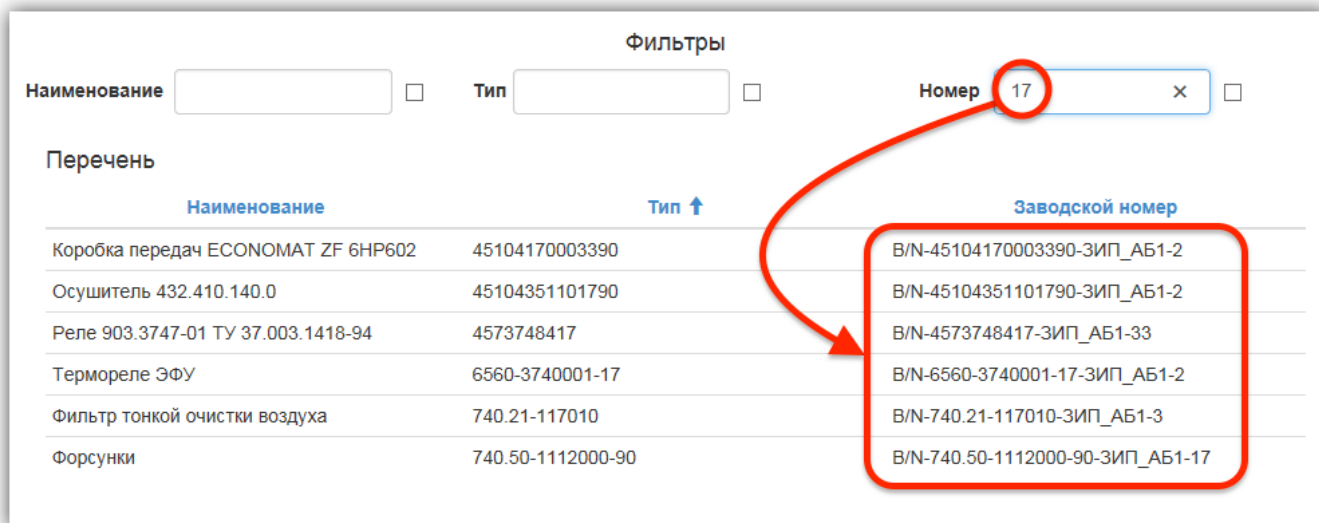 Фильтры
Наименование Тип Номер 17 ×
Перечень
Наименование Тип ↑ Заводской номер
Коробка передач ECONOMAT ZF 6HP602 45104170003390 B/N-45104170003390-ЗИП_АБ1-2
Осушитель 432.410.140.0 45104351101790 B/N-45104351101790-ЗИП_АБ1-2
Реле 903.3747-01 ТУ 37.003.1418-94 4573748417 B/N-4573748417-ЗИП_АБ1-33
Термореле ЭФУ 6560-3740001-17 B/N-6560-3740001-17-ЗИП_АБ1-2
Фильтр тонкой очистки воздуха 740.21-117010 B/N-740.21-117010-ЗИП_АБ1-3
Форсунки 740.50-1112000-90 B/N-740.50-1112000-90-ЗИП_АБ1-17